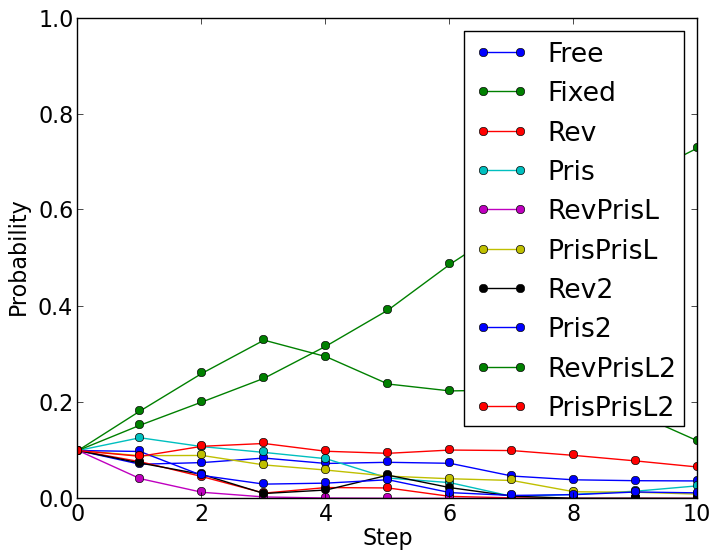 1.0
0.8
0.6
0.4
0.2
0.0
Probability
0 2 4 6 8 10
Step
Free
Fixed
Rev
Pris
RevPrisL
PrisPrisL
Rev2
Pris2
RevPrisL2
PrisPrisL2